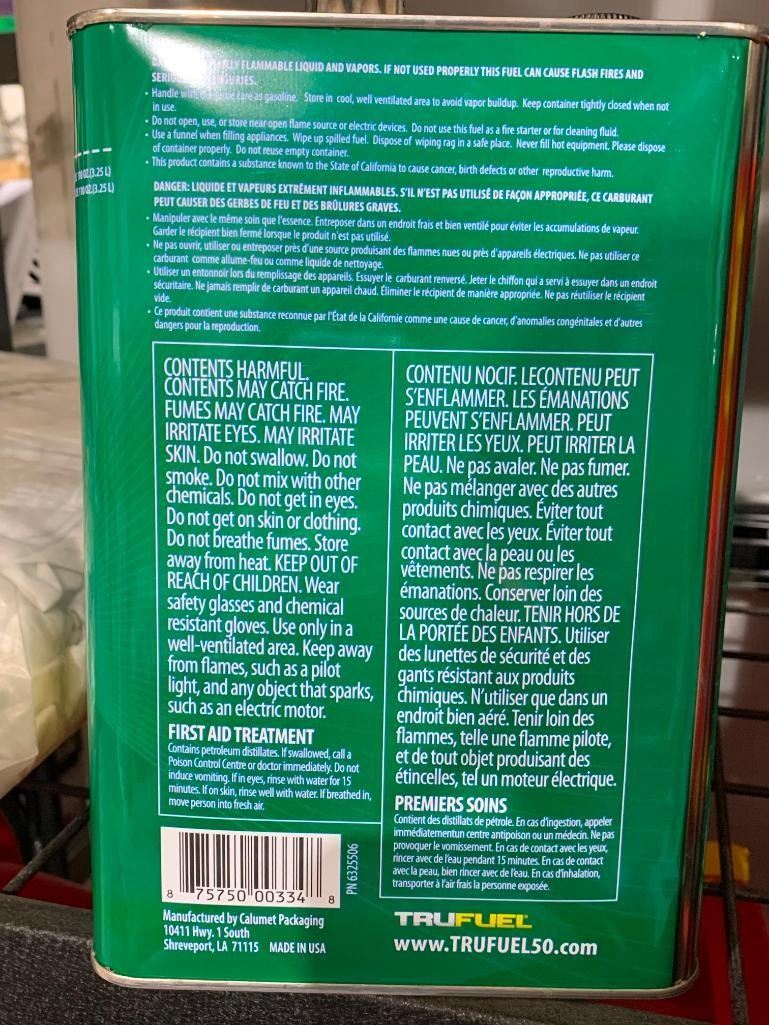 FLAMMABLE LIQUID AND VAPORS. IF NOT USED PROPERLY THIS FUEL CAN CAUSE FLASH FIRES AND
• Handle with care as gasoline. Store in cool, well ventilated area to avoid vapor buildup. Keep container tightly closed when not
in use.
• Do not open, use, or store near open flame source or electric devices. Do not use this fuel as a fire starter or for cleaning fluid.
• Use a funnel when filling appliances. Wipe up spilled fuel. Dispose of wiping rag in a safe place. Never fill hot equipment. Please dispose
of container properly. Do not reuse empty container.
• This product contains a substance known to the State of California to cause cancer, birth defects or other reproductive harm.
110 OZ.(3.25 L)
110 OZ.(3.25 L)
DANGER: LIQUIDE ET VAPEURS EXTRÊMENT INFLAMMABLES. S'IL N'EST PAS UTILISÉ DE FAÇON APPROPRIÉE, CE CARBURANT
PEUT CAUSER DES GERBES DE FEU ET DES BRÛLURES GRAVES.
• Manipuler avec le même soin que l'essence. Entreposer dans un endroit frais et bien ventilé pour éviter les accumulations de vapeur.
Garder le récipient bien fermé lorsque le produit n'est pas utilisé.
• Ne pas ouvrir, utiliser ou entreposer près d'une source produisant des flammes nues ou près d'appareils électriques. Ne pas utiliser ce
carburant comme allume-feu ou comme liquide de nettoyage.
• Utiliser un entonnoir lors du remplissage des appareils. Essuyer le carburant renversé. Jeter le chiffon qui a servi à essuyer dans un endroit
sécuritaire. Ne jamais remplir de carburant un appareil chaud. Éliminer le récipient de manière appropriée. Ne pas réutiliser le récipient
vide.
• Ce produit contient une substance reconnue par l'État de la Californie comme une cause de cancer, d'anomalies congénitales et d'autres
dangers pour la reproduction.
CONTENTS HARMFUL.
CONTENTS MAY CATCH FIRE.
FUMES MAY CATCH FIRE. MAY
IRRITATE EYES. MAY IRRITATE
SKIN. Do not swallow. Do not
smoke. Do not mix with other
chemicals. Do not get in eyes.
Do not get on skin or clothing.
Do not breathe fumes. Store
away from heat. KEEP OUT OF
REACH OF CHILDREN. Wear
safety glasses and chemical
resistant gloves. Use only in a
well-ventilated area. Keep away
from flames, such as a pilot
light, and any object that sparks,
such as an electric motor.
FIRST AID TREATMENT
Contains petroleum distillates. If swallowed, call a
Poison Control Centre or doctor immediately. Do not
induce vomiting. If in eyes, rinse with water for 15
minutes. If on skin, rinse well with water. If breathed in,
move person into fresh air.
CONTENU NOCIF. LECONTENU PEUT
S'ENFLAMMER. LES ÉMANATIONS
PEUVENT S'ENFLAMMER. PEUT
IRRITER LES YEUX. PEUT IRRITER LA
PEAU. Ne pas avaler. Ne pas fumer.
Ne pas mélanger avec des autres
produits chimiques. Éviter tout
contact avec les yeux. Éviter tout
contact avec la peau ou les
vêtements. Ne pas respirer les
émanations. Conserver loin des
sources de chaleur. TENIR HORS DE
LA PORTÉE DES ENFANTS. Utiliser
des lunettes de sécurité et des
gants résistant aux produits
chimiques. N'utiliser que dans un
endroit bien aéré. Tenir loin des
flammes, telle une flamme pilote,
et de tout objet produisant des
étincelles, tel un moteur électrique.
PREMIERS SOINS
Contient des distillats de pétrole. En cas d'ingestion, appeler
immédiatementun centre antipoison ou un médecin. Ne pas
provoquer le vomissement. En cas de contact avec les yeux,
rincer avec de l'eau pendant 15 minutes. En cas de contact
avec la peau, bien rincer avec de l'eau. En cas d'inhalation,
transporter à l'air frais la personne exposée.
8 75750 00334 8
PN 6325506
Manufactured by Calumet Packaging
10411 Hwy. 1 South
Shreveport, LA 71115 MADE IN USA
TRUFUEL
www.TRUFUEL50.com